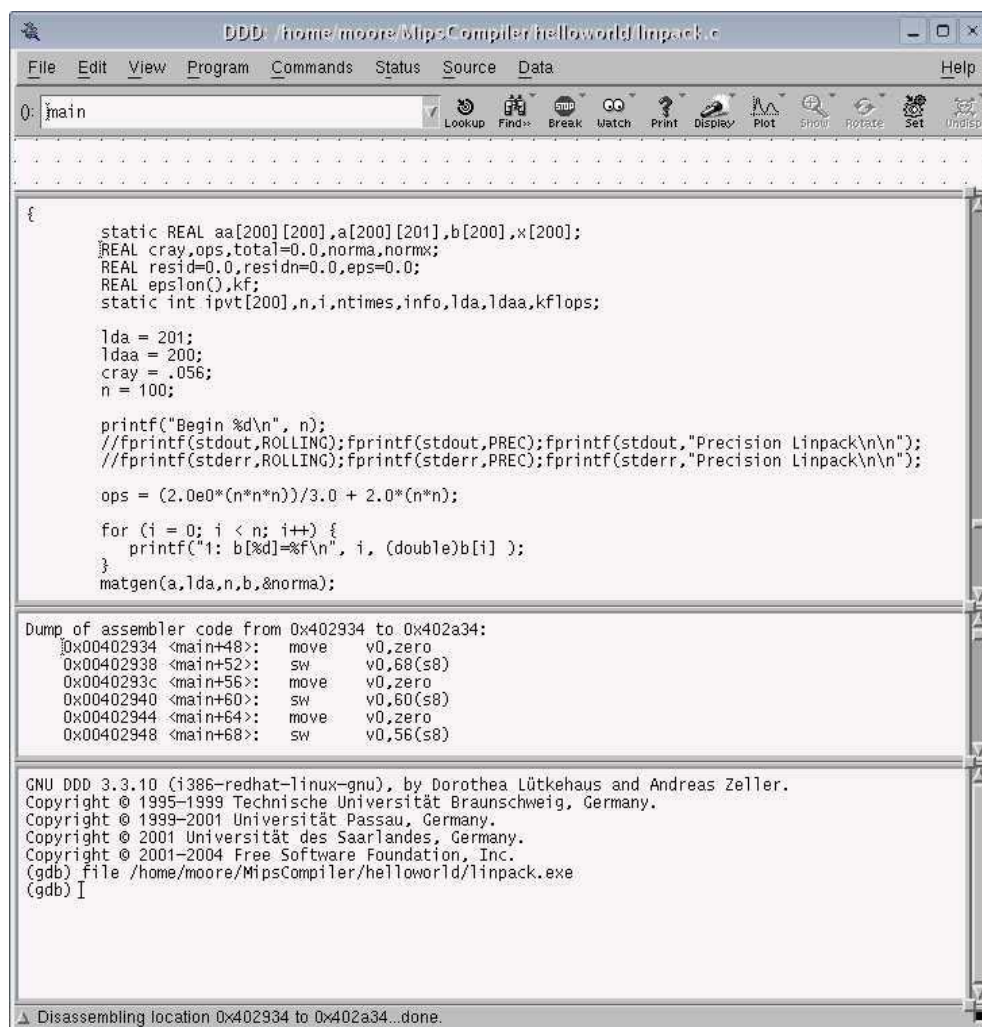 DDD: /home/moore/MipsCompiler/helloworld/linpack.c
File Edit View Program Commands Status Source Data Help
(): main
Lookup Find» Break Watch Print Display Plot Show Rotate Set Undisp
{
static REAL aa[200][200],a[200][201],b[200],x[200];
REAL cray,ops,total=0.0,norma,normx;
REAL resid=0.0,residn=0.0,eps=0.0;
REAL epslon(),kf;
static int ipvt[200],n,i,ntimes,info,lda,ldaa,kflops;
lda = 201;
ldaa = 200;
cray = .056;
n = 100;
printf("Begin %d\n", n);
//fprintf(stdout,ROLLING);fprintf(stdout,PREC);fprintf(stdout,"Precision Linpack\n\n");
//fprintf(stderr,ROLLING);fprintf(stderr,PREC);fprintf(stderr,"Precision Linpack\n\n");
ops = (2.0e0*(n*n*n))/3.0 + 2.0*(n*n);
for (i = 0; i < n; i++) {
printf("1: b[%d]=%f\n", i, (double)b[i] );
}
matgen(a,lda,n,b,&norma);
Dump of assembler code from 0x402934 to 0x402a34:
0x00402934 <main+48>: move v0,zero
0x00402938 <main+52>: sw v0,68(s8)
0x0040293c <main+56>: move v0,zero
0x00402940 <main+60>: sw v0,60(s8)
0x00402944 <main+64>: move v0,zero
0x00402948 <main+68>: sw v0,56(s8)
GNU DDD 3.3.10 (i386-redhat-linux-gnu), by Dorothea Lütkehaus and Andreas Zeller.
Copyright © 1995-1999 Technische Universität Braunschweig, Germany.
Copyright © 1999-2001 Universität Passau, Germany.
Copyright © 2001 Universität des Saarlandes, Germany.
Copyright © 2001-2004 Free Software Foundation, Inc.
(gdb) file /home/moore/MipsCompiler/helloworld/linpack.exe
(gdb)
Disassembling location 0x402934 to 0x402a34...done.